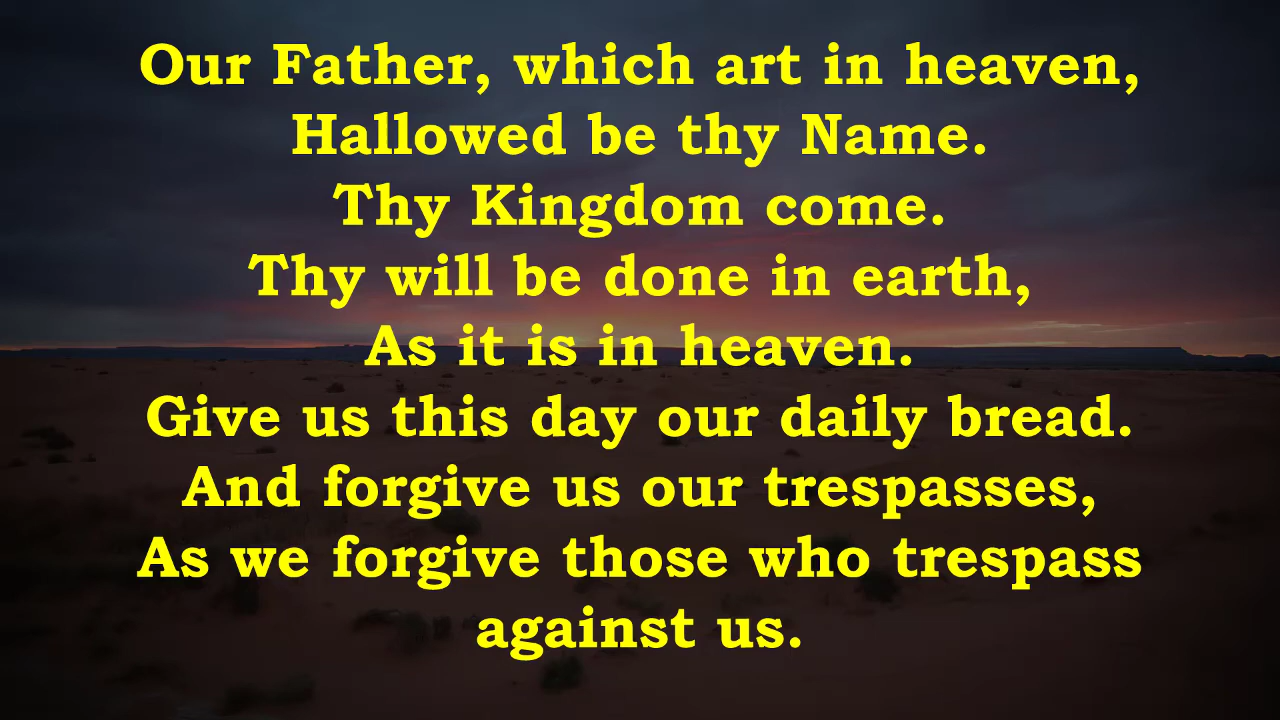 Our Father, which art in heaven,
Hallowed be thy Name.
Thy Kingdom come.
Thy will be done in earth,
As it is in heaven.
Give us this day our daily bread.
And forgive us our trespasses,
As we forgive those who trespass
against us.